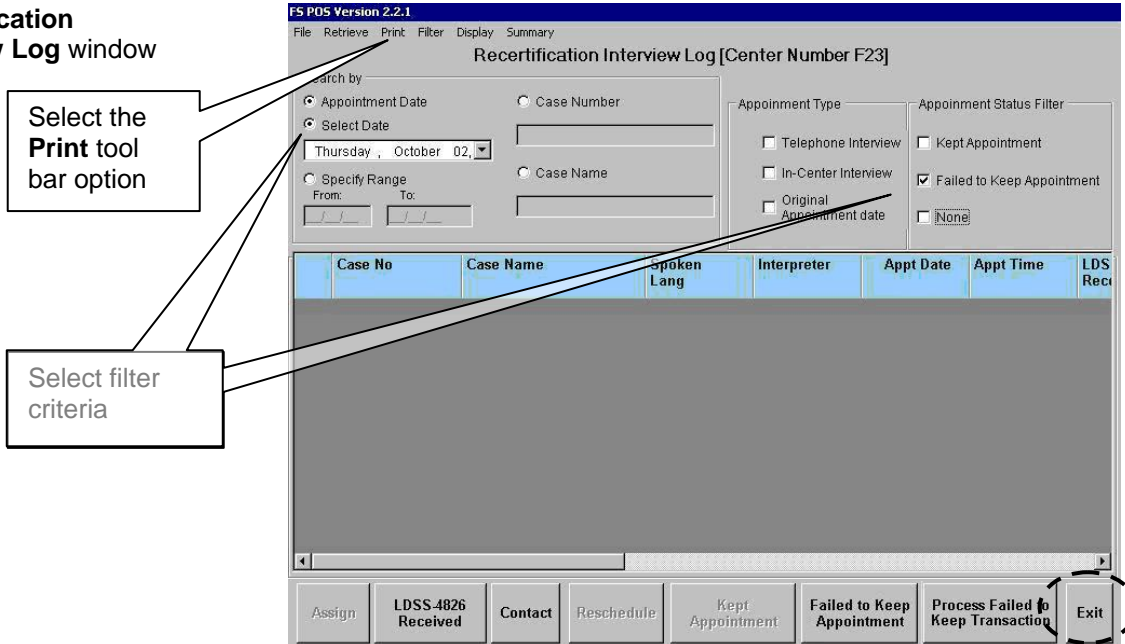 cation
Log window
Select the
Print tool
bar option
Select filter
criteria
FS POS Version 2.2.1
File Retrieve Print Filter Display Summary
Recertification Interview Log [Center Number F23]
arch by
Appointment Date
Select Date
Thursday , October 02,
Specify Range
From: To:
_/_/__ _/_/__
Case Number
Case Name
Appoinment Type
Telephone Interview
In-Center Interview
Original
Appointment date
Appoinment Status Filter
Kept Appointment
Failed to Keep Appointment
None
Case No Case Name Spoken Interpreter Appt Date Appt Time LDS
Lang Rece
Assign LDSS-4826 Received Contact Reschedule Kept Appointment Failed to Keep Appointment Process Failed to Keep Transaction Exit